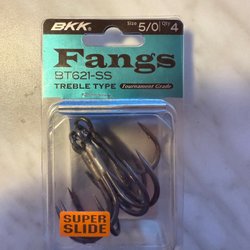 BKK
SIZE 5/0 Qty 4
Fangs
BT621-SS
TREBLE TYPE Tournament Grade
SUPER
SLIDE